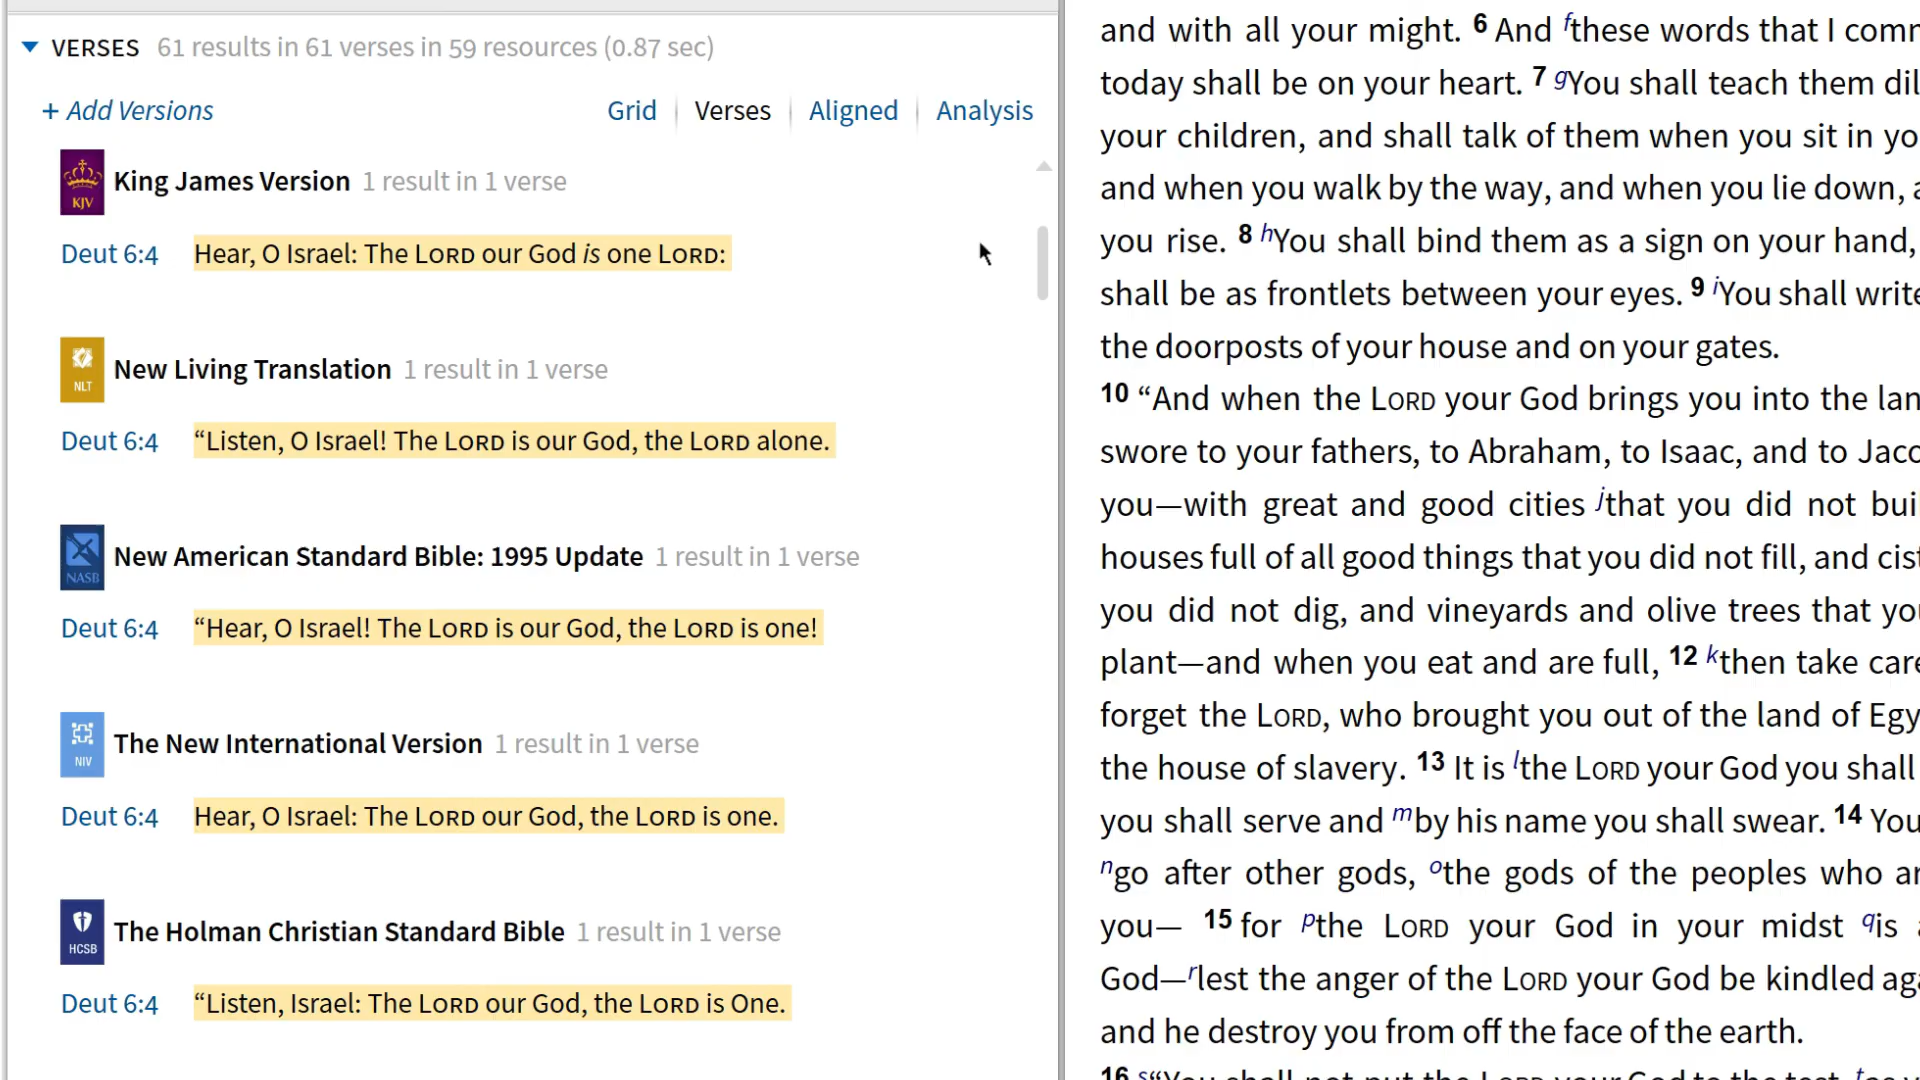 VERSES 61 results in 61 verses in 59 resources (0.87 sec)
+ Add Versions Grid Verses Aligned Analysis
KJV King James Version 1 result in 1 verse
Deut 6:4 Hear, O Israel: The LORD our God is one LORD:
NLT New Living Translation 1 result in 1 verse
Deut 6:4 “Listen, O Israel! The LORD is our God, the LORD alone.
NASB New American Standard Bible: 1995 Update 1 result in 1 verse
Deut 6:4 “Hear, O Israel! The LORD is our God, the LORD is one!
NIV The New International Version 1 result in 1 verse
Deut 6:4 Hear, O Israel: The LORD our God, the LORD is one.
HCSB The Holman Christian Standard Bible 1 result in 1 verse
Deut 6:4 “Listen, Israel: The LORD our God, the LORD is One.
and with all your might. 6 And f these words that I
today shall be on your heart. 7 g You shall teach them
your children, and shall talk of them when you sit in
and when you walk by the way, and when you lie down,
you rise. 8 h You shall bind them as a sign on your hand,
shall be as frontlets between your eyes. 9 i You shall
the doorposts of your house and on your gates.
10 “And when the LORD your God brings you into the
swore to your fathers, to Abraham, to Isaac, and to
you—with great and good cities j that you did not
houses full of all good things that you did not fill, and
you did not dig, and vineyards and olive trees that
plant—and when you eat and are full, 12 k then take
forget the LORD, who brought you out of the land of
the house of slavery. 13 It is l the LORD your God you shall
you shall serve and m by his name you shall swear. 14
n go after other gods, o the gods of the peoples who
you— 15 for p the LORD your God in your midst q is
God—r lest the anger of the LORD your God be kindled
and he destroy you from off the face of the earth.
16 s “You shall not put the LORD your God to the test, t as